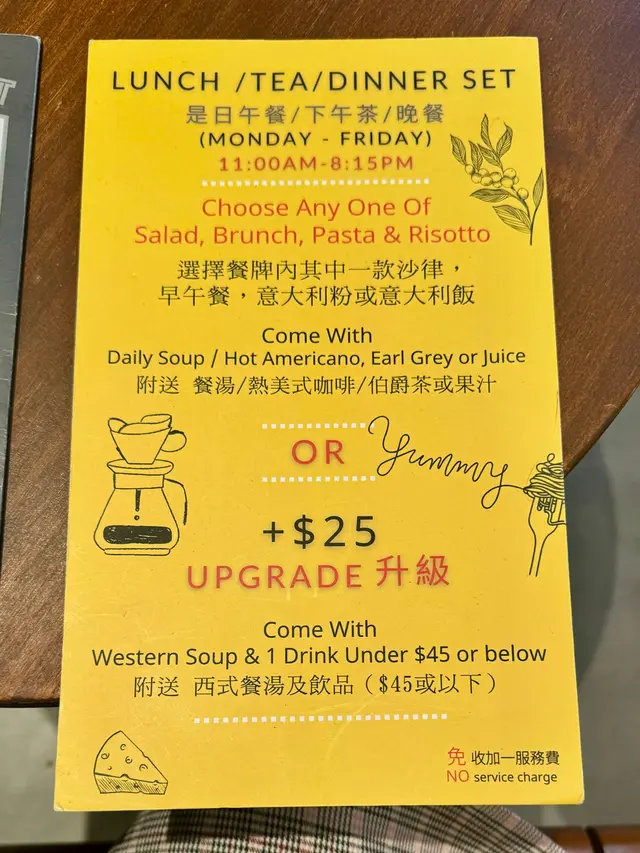 LUNCH /TEA/DINNER SET
是日午餐/下午茶/晚餐
(MONDAY - FRIDAY)
11:00AM-8:15PM
Choose Any One Of
Salad, Brunch, Pasta & Risotto
選擇餐牌內其中一款沙律，
早午餐，意大利粉或意大利飯
Come With
Daily Soup / Hot Americano, Earl Grey or Juice
附送 餐湯/熱美式咖啡/伯爵茶或果汁
OR
Yummy
+$25
UPGRADE 升級
Come With
Western Soup & 1 Drink Under $45 or below
附送 西式餐湯及飲品（$45或以下）
免 收加一服務費
NO service charge